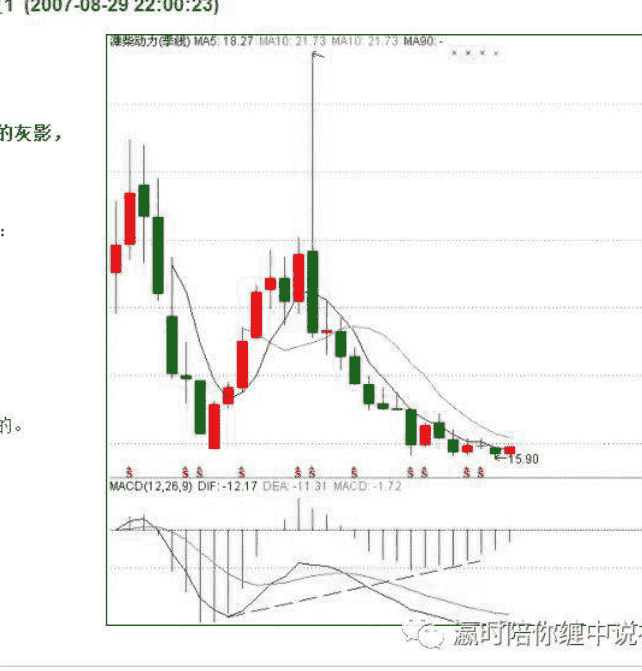 _1 (2007-08-29 22:00:23)
潍柴动力(季线) MA5: 18.27 MA10: 21.73 MA10: 21.73 MA90: -
的灰影，
：
的。
15.90
S S S S S S S S S S
MACD(12,26,9) DIF: -12.17 DEA: -11.31 MACD: -1.72
瀛时陪你缠中说